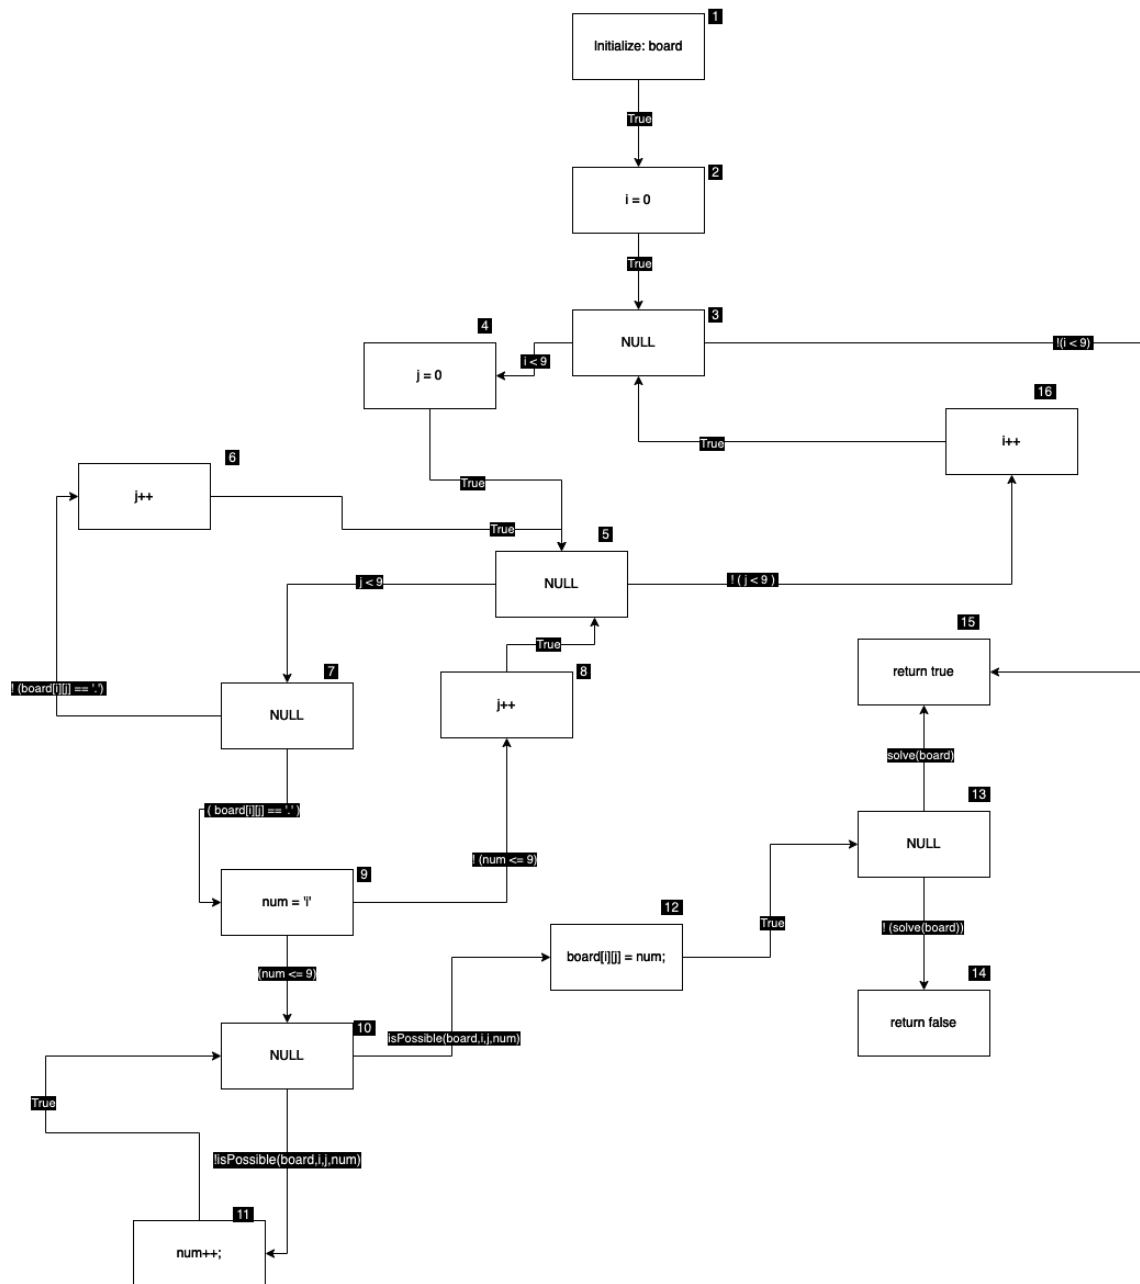 1
Initialize: board
True
2
i = 0
True
3
NULL
!(i < 9)
4
j = 0
i < 9
16
i++
True
6
j++
True
True
5
NULL
j < 9
! ( j < 9 )
True
15
return true
7
NULL
! (board[i][j] == '.')
8
j++
solve(board)
( board[i][j] == '.' )
13
NULL
! (num <= 9)
9
num = 'i'
12
board[i][j] = num;
True
! (solve(board))
(num <= 9)
14
return false
10
NULL
isPossible(board,i,j,num)
True
!isPossible(board,i,j,num)
11
num++;